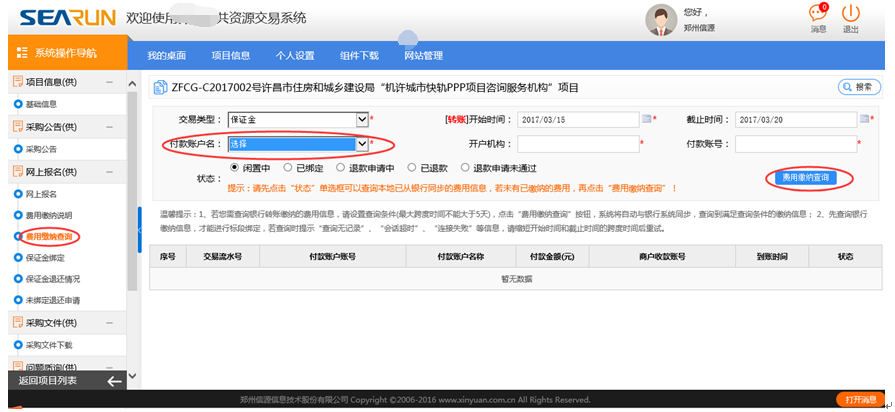 SEARUN 欢迎使用 共资源交易系统
您好，
郑州信源
0
消息 退出
系统操作导航
我的桌面 项目信息 个人设置 组件下载 网站管理
项目信息(供)
基础信息
采购公告(供)
采购公告
网上报名(供)
网上报名
费用缴纳说明
费用缴纳查询
保证金绑定
保证金退还情况
未绑定退还申请
采购文件(供)
采购文件下载
问题质询(供)
返回项目列表
ZFCG-C2017002号许昌市住房和城乡建设局“机许城市快轨PPP项目咨询服务机构”项目
搜索
交易类型： 保证金 * [转账]开始时间： 2017/03/15 * 截止时间： 2017/03/20 *
付款账户名： 选择 * 开户机构： * 付款账号： *
状态： 闲置中 已绑定 退款申请中 已退款 退款申请未通过
费用缴纳查询
提示：请先点击“状态”单选框可以查询本地已从银行同步的费用信息，若未有已缴纳的费用，再点击“费用缴纳查询”！
温馨提示：1、若您需查询银行转账缴纳的费用信息，请设置查询条件(最大跨度时间不能大于5天)，点击“费用缴纳查询”按钮，系统将自动与银行系统同步，查询到满足查询条件的缴纳信息； 2、先查询银行
缴纳信息，才能进行标段绑定，若查询时提示“查询无记录”、“会话超时”、“连接失败”等信息，请缩短开始时间和截止时间的跨度时间后重试。
序号 交易流水号 付款账户账号 付款账户名称 付款金额(元) 商户收款账号 到账时间 状态
暂无数据
郑州信源信息技术股份有限公司 Copyright ©2006-2016 www.xinyuan.com.cn All Rights Reserved.
打开消息